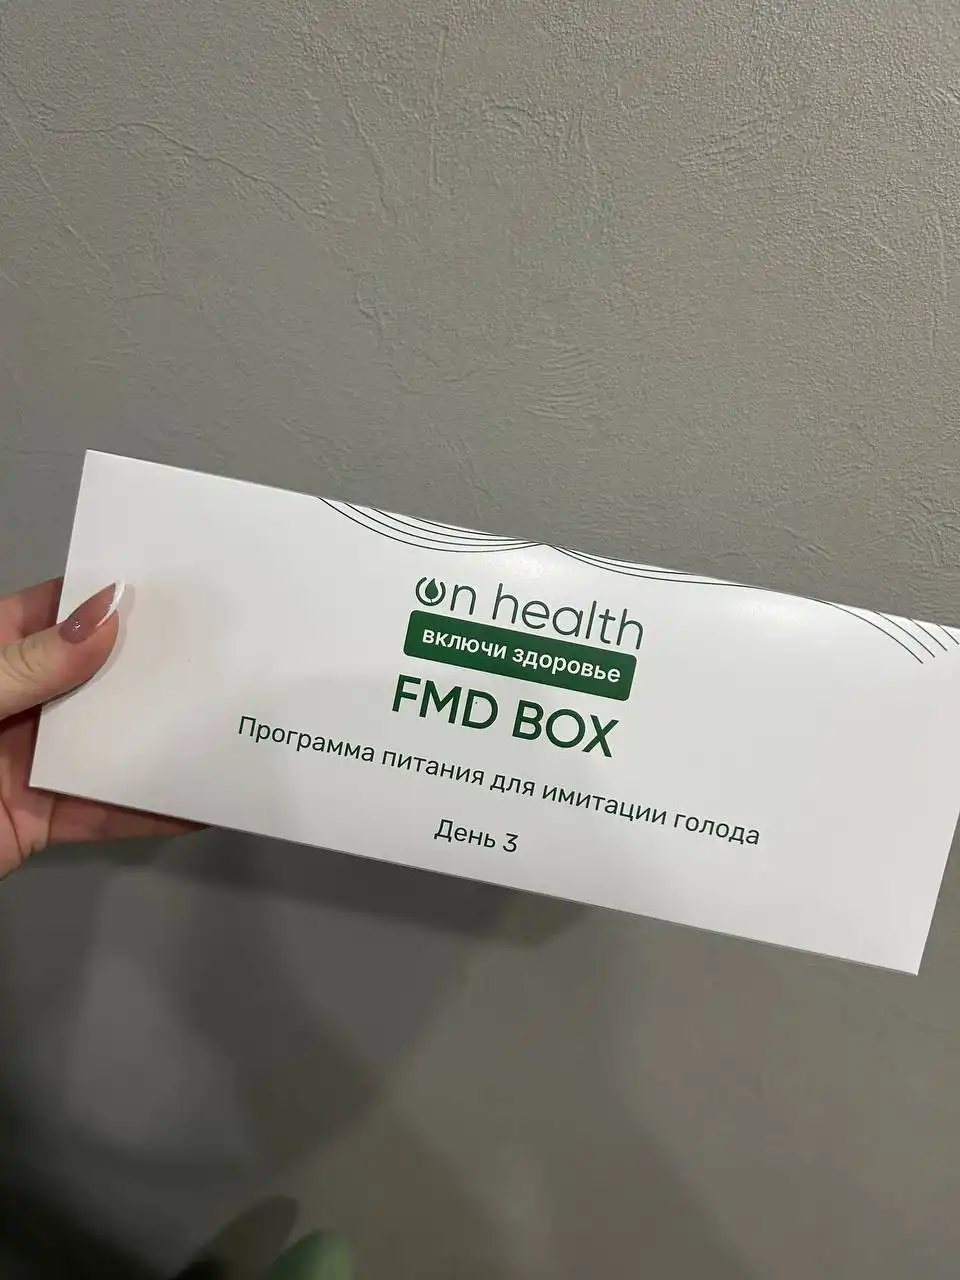 on health
включи здоровье
FMD BOX
Программа питания для имитации голода
День 3